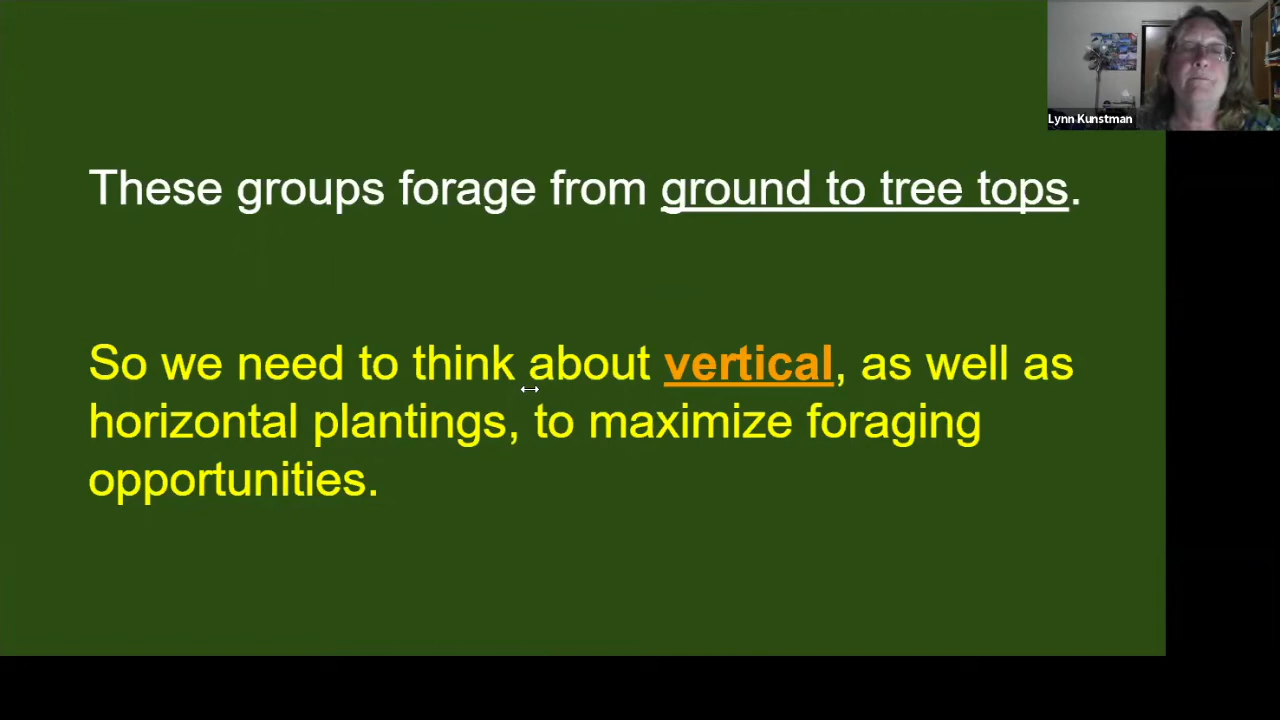 Lynn Kunstman
These groups forage from ground to tree tops.
So we need to think about vertical, as well as
horizontal plantings, to maximize foraging
opportunities.